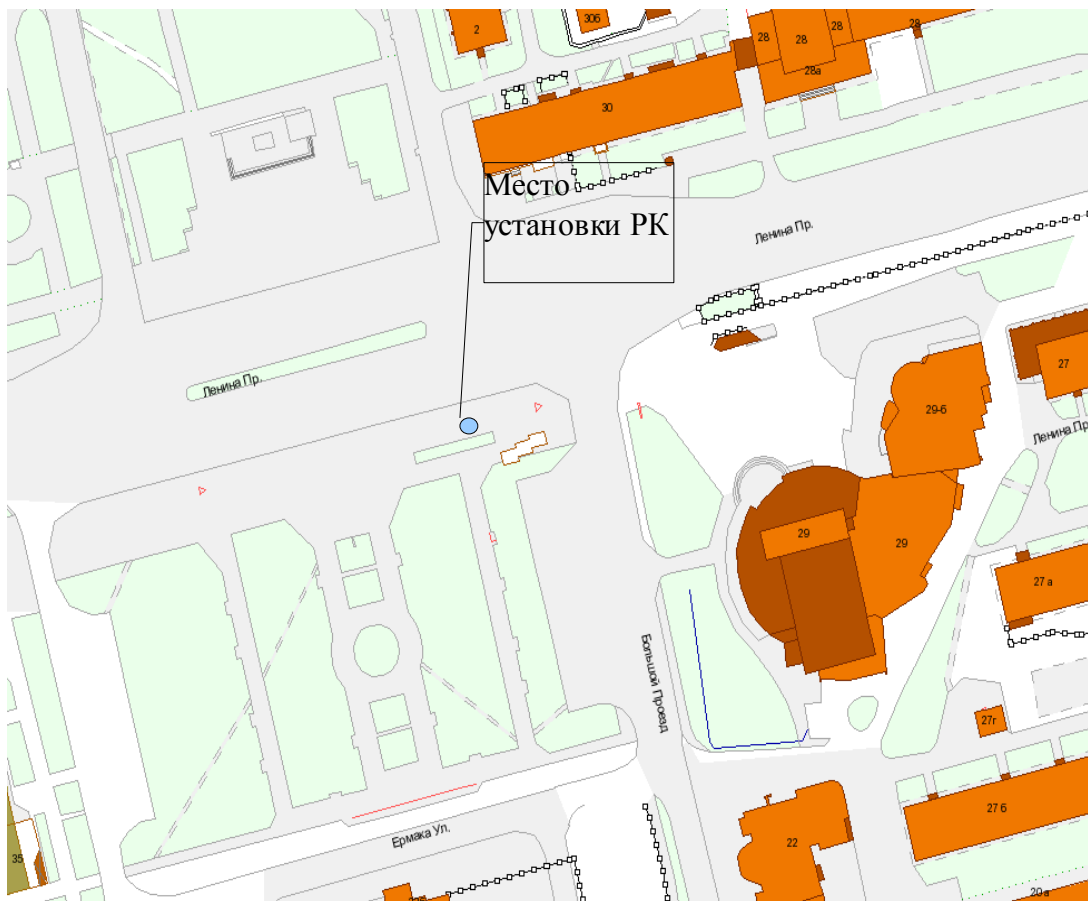 2
30б
28
28
28
28
28а
30
Место
установки РК
Ленина Пр.
Ленина Пр.
27
29-б
Ленина Пр.
29
29
27 а
Большой Проезд
27г
27 б
Ермака Ул.
22
35
20 а